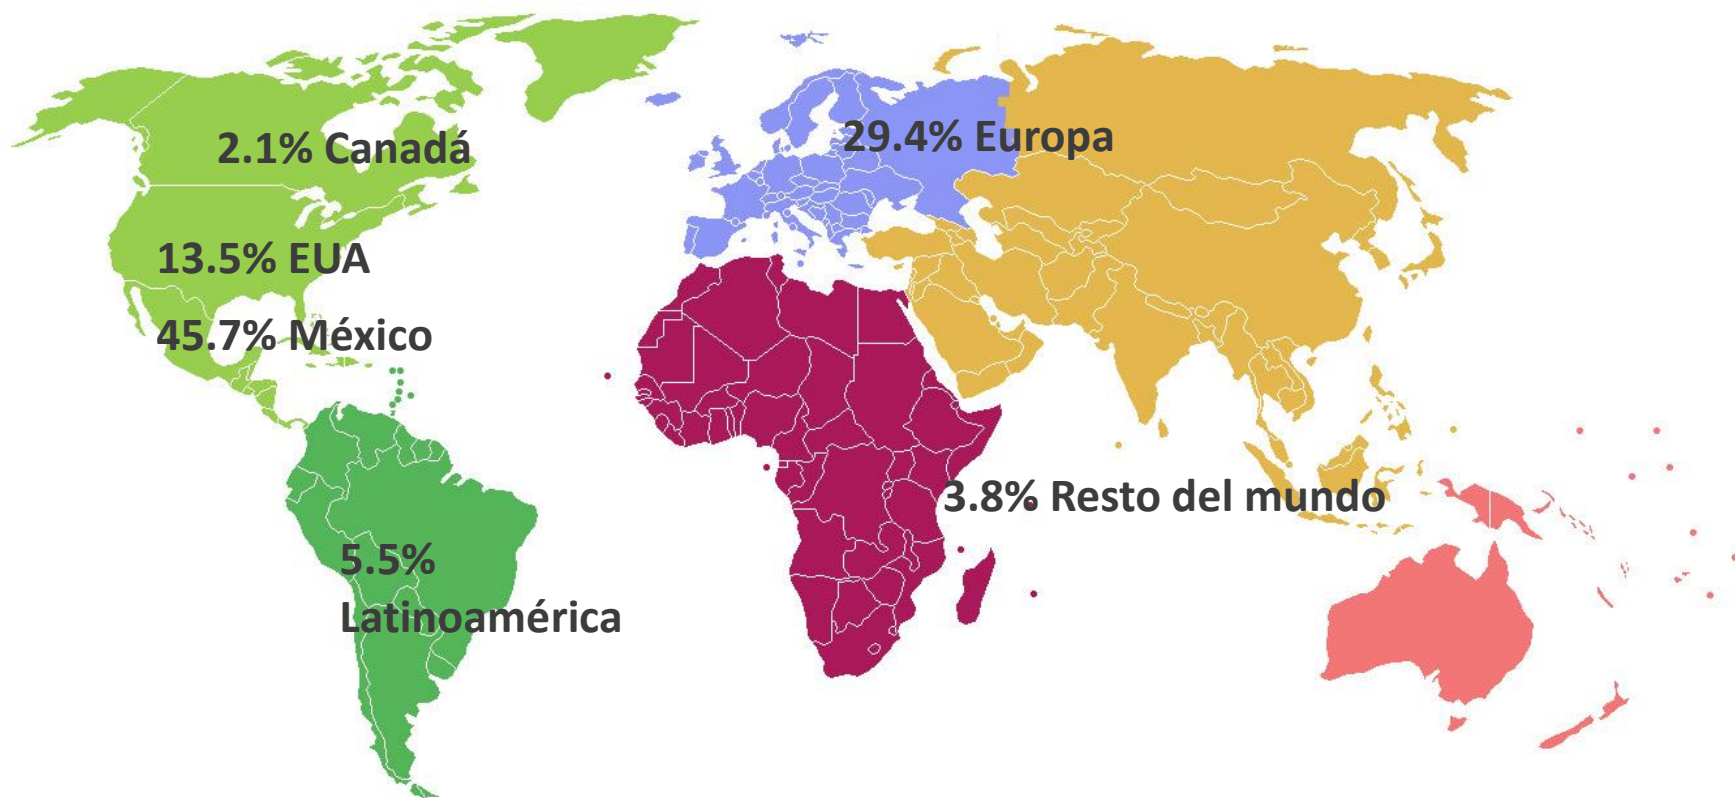 2.1% Canadá
29.4% Europa
13.5% EUA
45.7% México
3.8% Resto del mundo
5.5%
Latinoamérica